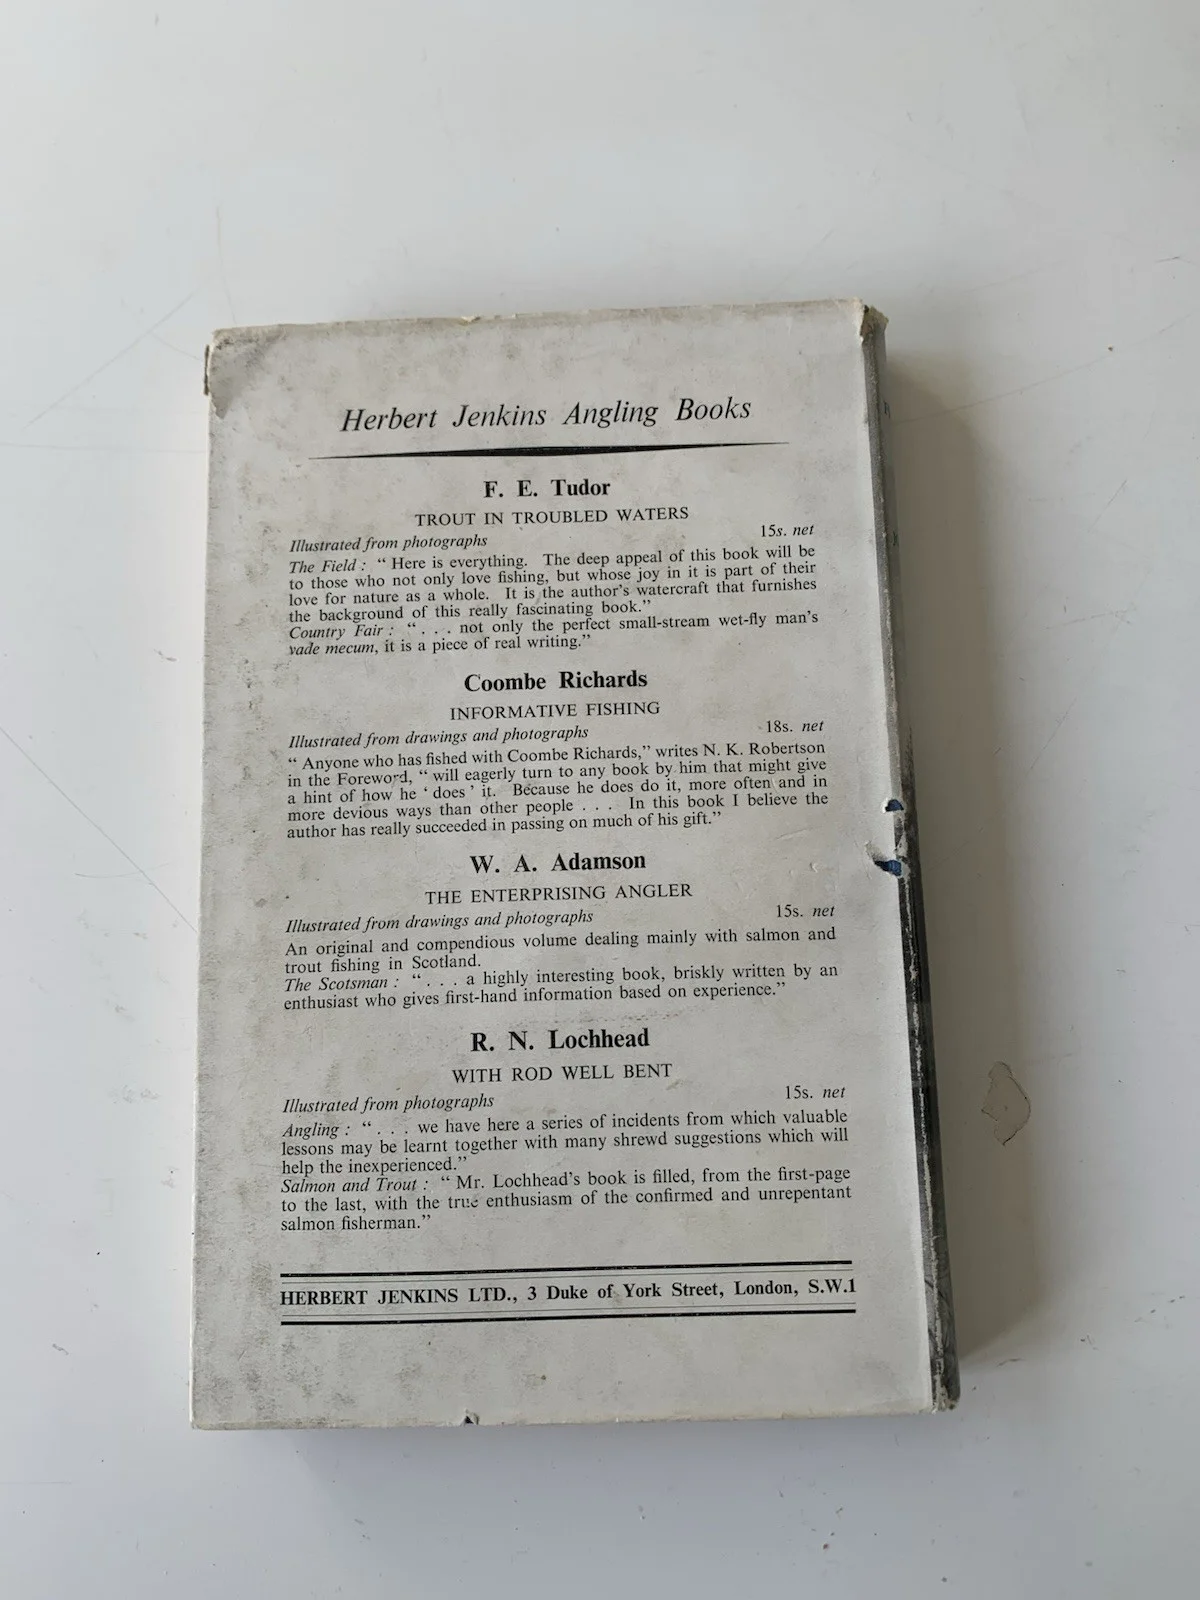 Herbert Jenkins Angling Books
F. E. Tudor
TROUT IN TROUBLED WATERS
Illustrated from photographs 15s. net
The Field : “ Here is everything. The deep appeal of this book will be
to those who not only love fishing, but whose joy in it is part of their
love for nature as a whole. It is the author’s watercraft that furnishes
the background of this really fascinating book.”
Country Fair : “ . . . not only the perfect small-stream wet-fly man’s
vade mecum, it is a piece of real writing.”
Coombe Richards
INFORMATIVE FISHING
Illustrated from drawings and photographs 18s. net
“ Anyone who has fished with Coombe Richards,” writes N. K. Robertson
in the Foreword, “ will eagerly turn to any book by him that might give
a hint of how he ‘ does ’ it. Because he does do it, more often and in
more devious ways than other people . . . In this book I believe the
author has really succeeded in passing on much of his gift.”
W. A. Adamson
THE ENTERPRISING ANGLER
Illustrated from drawings and photographs 15s. net
An original and compendious volume dealing mainly with salmon and
trout fishing in Scotland.
The Scotsman : “ . . . a highly interesting book, briskly written by an
enthusiast who gives first-hand information based on experience.”
R. N. Lochhead
WITH ROD WELL BENT
Illustrated from photographs 15s. net
Angling : “ . . . we have here a series of incidents from which valuable
lessons may be learnt together with many shrewd suggestions which will
help the inexperienced.”
Salmon and Trout : “ Mr. Lochhead’s book is filled, from the first-page
to the last, with the true enthusiasm of the confirmed and unrepentant
salmon fisherman.”
HERBERT JENKINS LTD., 3 Duke of York Street, London, S.W.1